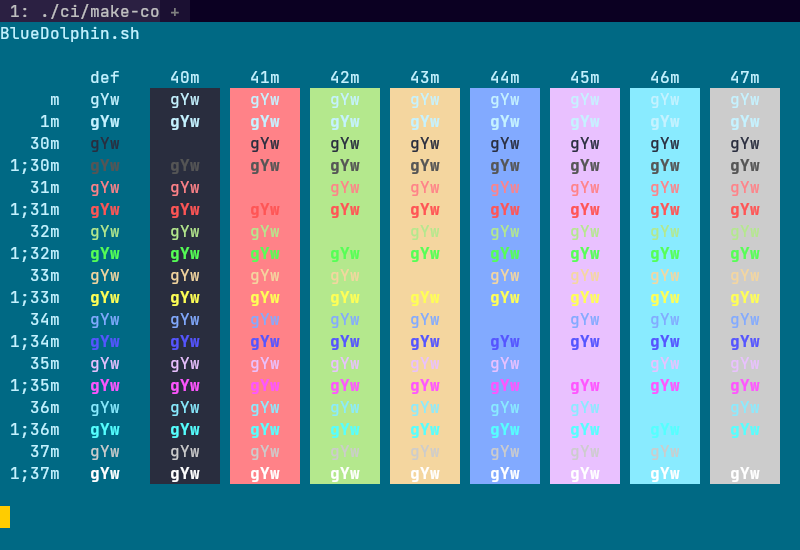 1: ./ci/make-co +
BlueDolphin.sh
def 40m 41m 42m 43m 44m 45m 46m 47m
m gYw gYw gYw gYw gYw gYw gYw gYw gYw
1m gYw gYw gYw gYw gYw gYw gYw gYw gYw
30m gYw gYw gYw gYw gYw gYw gYw gYw
1;30m gYw gYw gYw gYw gYw gYw gYw gYw gYw
31m gYw gYw gYw gYw gYw gYw gYw gYw
1;31m gYw gYw gYw gYw gYw gYw gYw gYw gYw
32m gYw gYw gYw gYw gYw gYw gYw gYw
1;32m gYw gYw gYw gYw gYw gYw gYw gYw gYw
33m gYw gYw gYw gYw gYw gYw gYw gYw
1;33m gYw gYw gYw gYw gYw gYw gYw gYw gYw
34m gYw gYw gYw gYw gYw gYw gYw gYw
1;34m gYw gYw gYw gYw gYw gYw gYw gYw gYw
35m gYw gYw gYw gYw gYw gYw gYw gYw
1;35m gYw gYw gYw gYw gYw gYw gYw gYw gYw
36m gYw gYw gYw gYw gYw gYw gYw gYw
1;36m gYw gYw gYw gYw gYw gYw gYw gYw gYw
37m gYw gYw gYw gYw gYw gYw gYw gYw
1;37m gYw gYw gYw gYw gYw gYw gYw gYw gYw